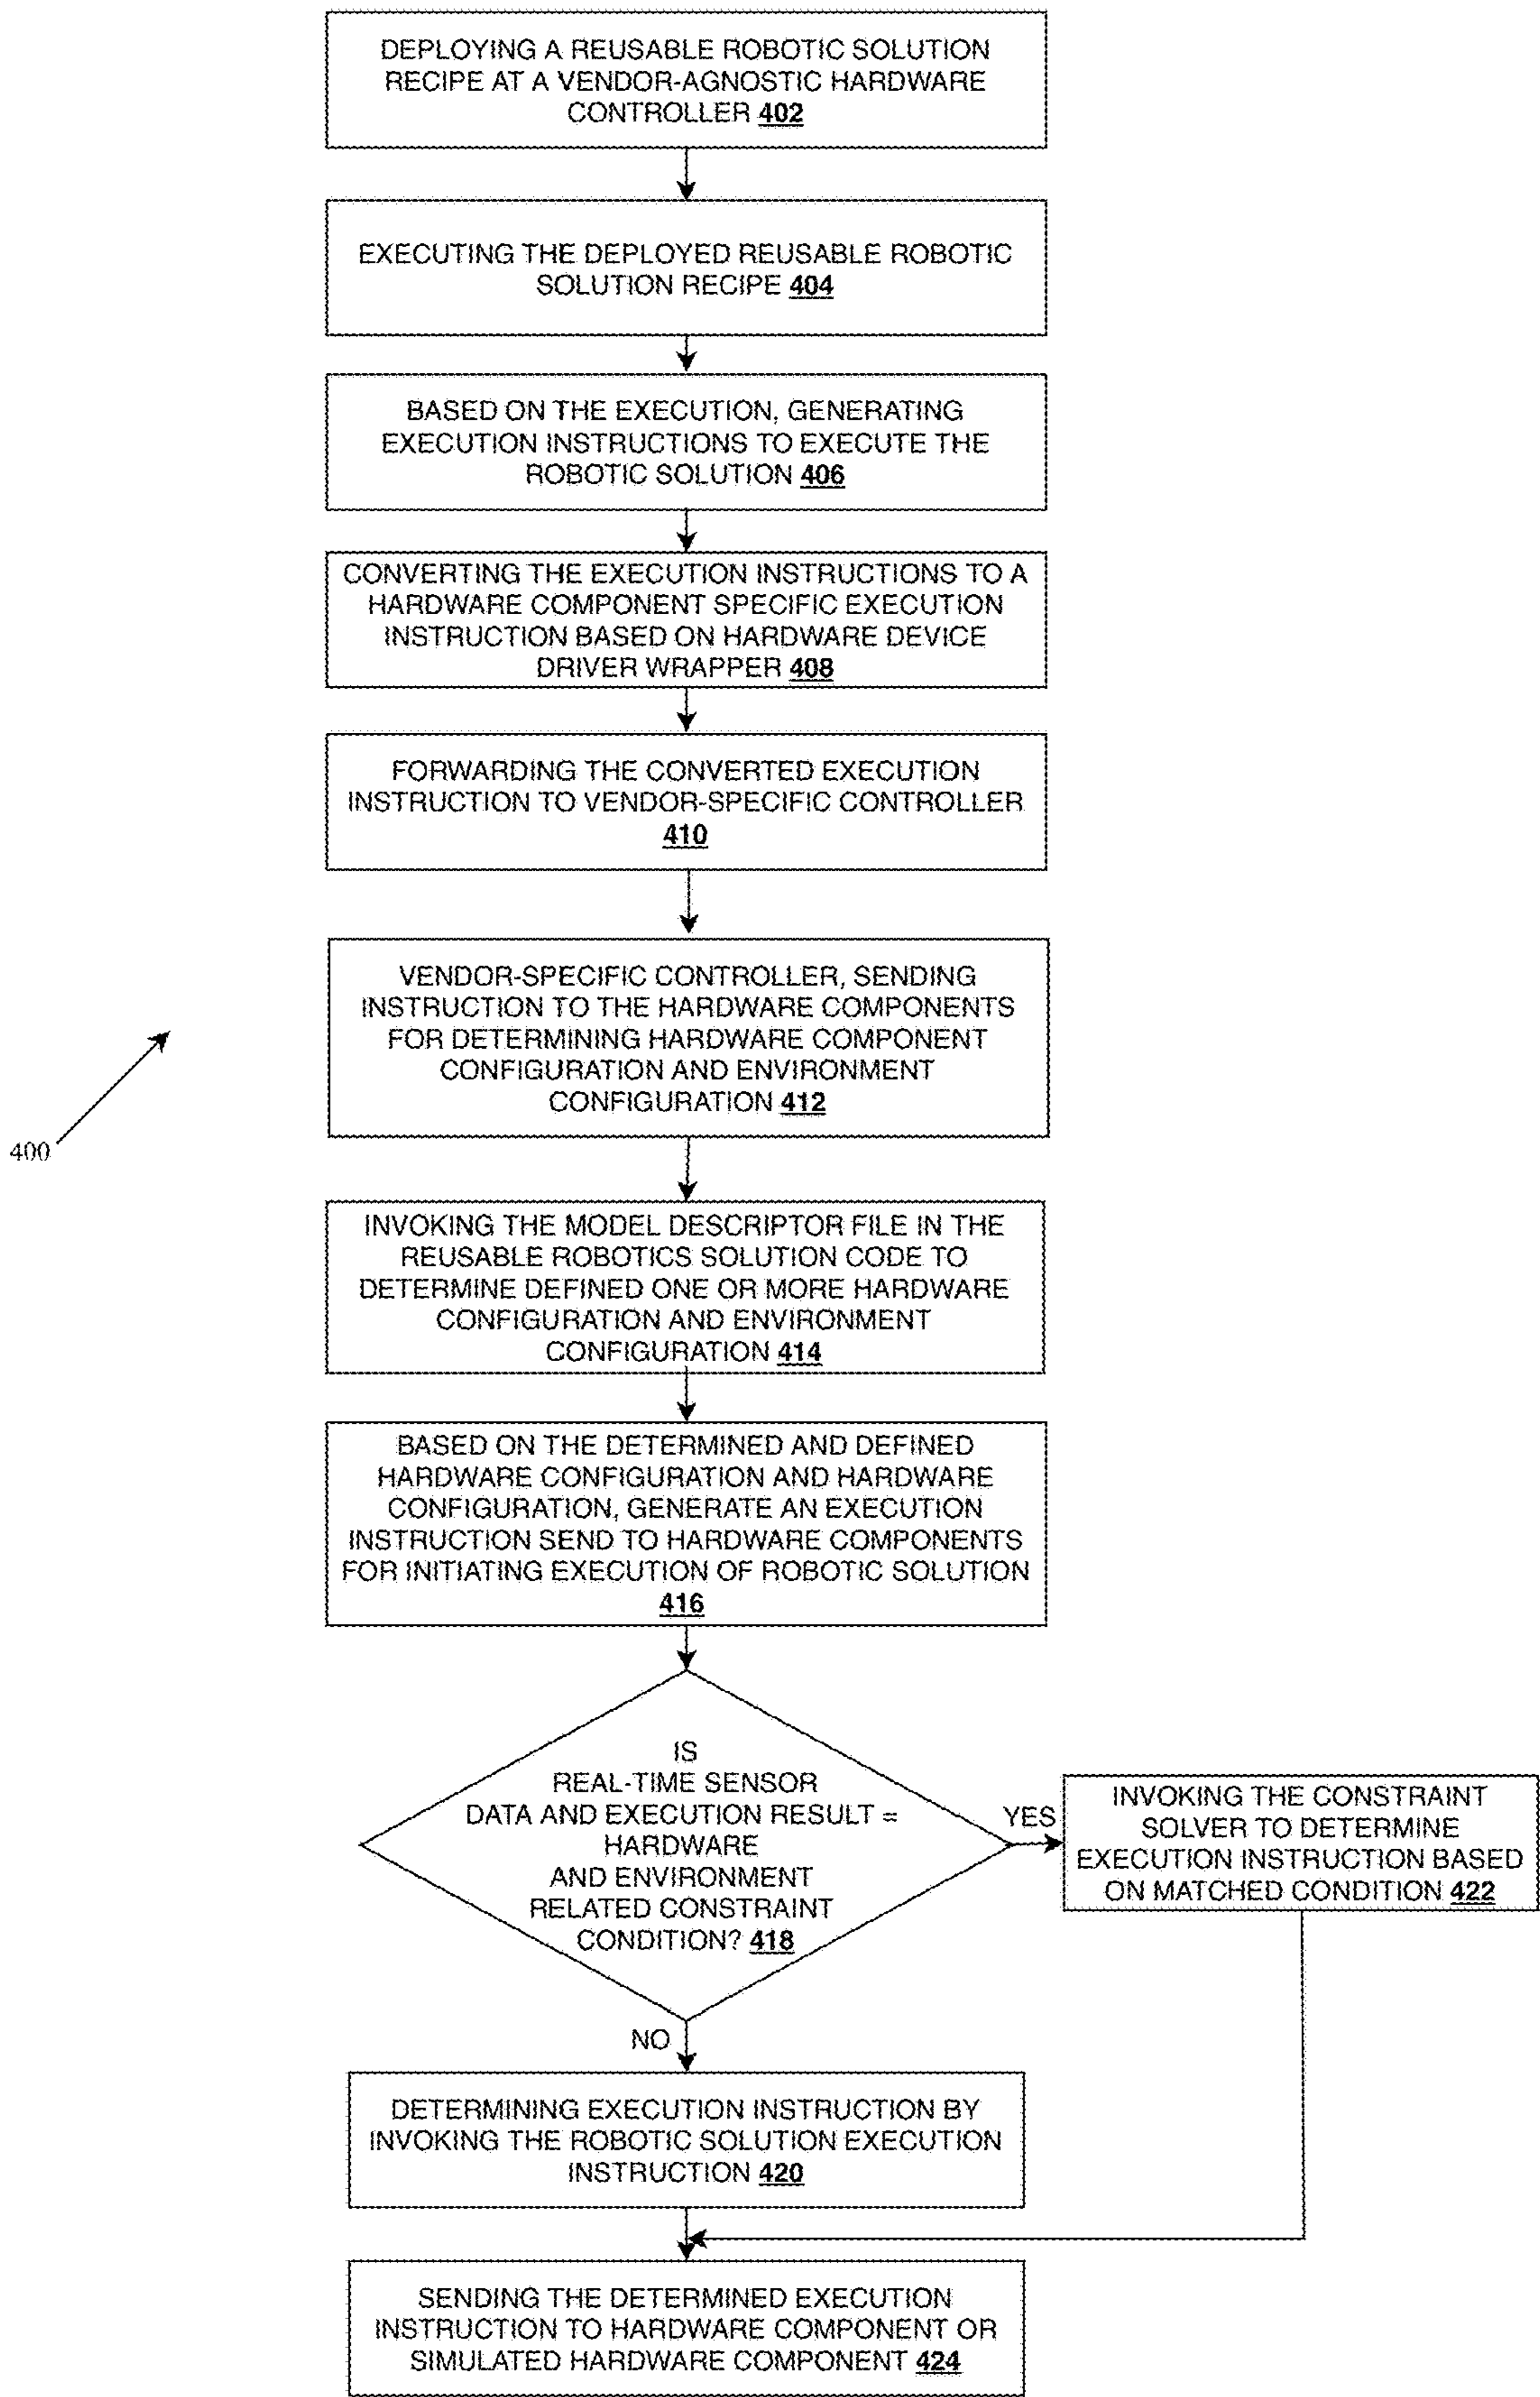 DEPLOYING A REUSABLE ROBOTIC SOLUTION
RECIPE AT A VENDOR-AGNOSTIC HARDWARE
CONTROLLER 402
EXECUTING THE DEPLOYED REUSABLE ROBOTIC
SOLUTION RECIPE 404
BASED ON THE EXECUTION, GENERATING
EXECUTION INSTRUCTIONS TO EXECUTE THE
ROBOTIC SOLUTION 406
CONVERTING THE EXECUTION INSTRUCTIONS TO A
HARDWARE COMPONENT SPECIFIC EXECUTION
INSTRUCTION BASED ON HARDWARE DEVICE
DRIVER WRAPPER 408
FORWARDING THE CONVERTED EXECUTION
INSTRUCTION TO VENDOR-SPECIFIC CONTROLLER
410
VENDOR-SPECIFIC CONTROLLER, SENDING
INSTRUCTION TO THE HARDWARE COMPONENTS
FOR DETERMINING HARDWARE COMPONENT
CONFIGURATION AND ENVIRONMENT
CONFIGURATION 412
400
INVOKING THE MODEL DESCRIPTOR FILE IN THE
REUSABLE ROBOTICS SOLUTION CODE TO
DETERMINE DEFINED ONE OR MORE HARDWARE
CONFIGURATION AND ENVIRONMENT
CONFIGURATION 414
BASED ON THE DETERMINED AND DEFINED
HARDWARE CONFIGURATION AND HARDWARE
CONFIGURATION, GENERATE AN EXECUTION
INSTRUCTION SEND TO HARDWARE COMPONENTS
FOR INITIATING EXECUTION OF ROBOTIC SOLUTION
416
IS
REAL-TIME SENSOR
DATA AND EXECUTION RESULT =
HARDWARE
AND ENVIRONMENT
RELATED CONSTRAINT
CONDITION? 418
YES
INVOKING THE CONSTRAINT
SOLVER TO DETERMINE
EXECUTION INSTRUCTION BASED
ON MATCHED CONDITION 422
NO
DETERMINING EXECUTION INSTRUCTION BY
INVOKING THE ROBOTIC SOLUTION EXECUTION
INSTRUCTION 420
SENDING THE DETERMINED EXECUTION
INSTRUCTION TO HARDWARE COMPONENT OR
SIMULATED HARDWARE COMPONENT 424